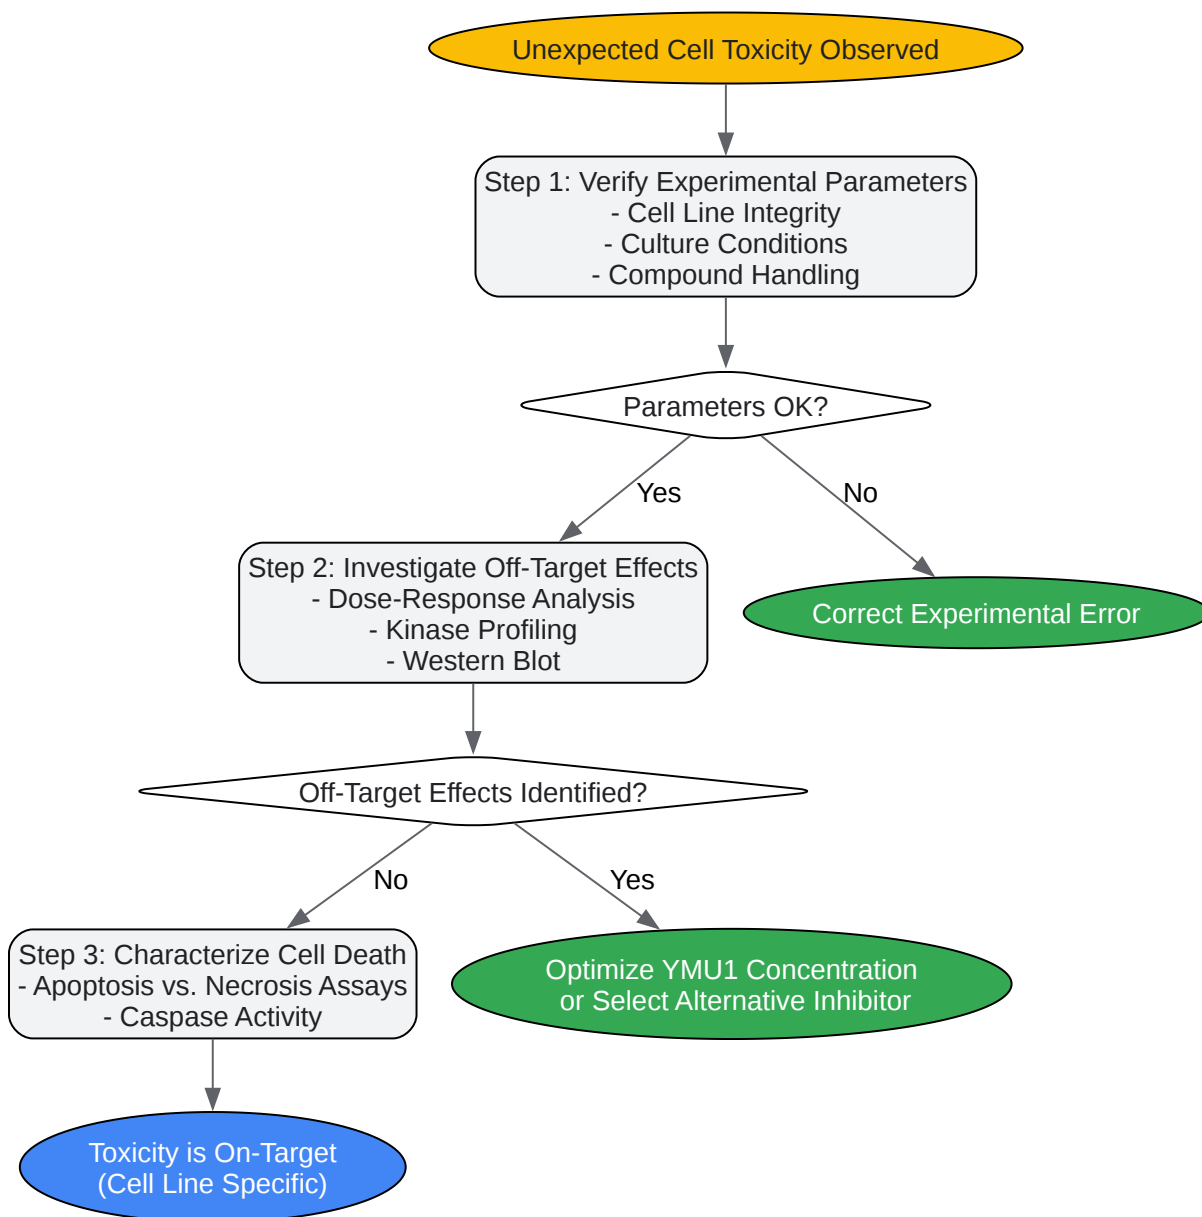 Unexpected Cell Toxicity Observed
Step 1: Verify Experimental Parameters
- Cell Line Integrity
- Culture Conditions
- Compound Handling
Parameters OK?
Yes
No
Step 2: Investigate Off-Target Effects
- Dose-Response Analysis
- Kinase Profiling
- Western Blot
Correct Experimental Error
Off-Target Effects Identified?
No
Yes
Step 3: Characterize Cell Death
- Apoptosis vs. Necrosis Assays
- Caspase Activity
Optimize YMU1 Concentration
or Select Alternative Inhibitor
Toxicity is On-Target
(Cell Line Specific)